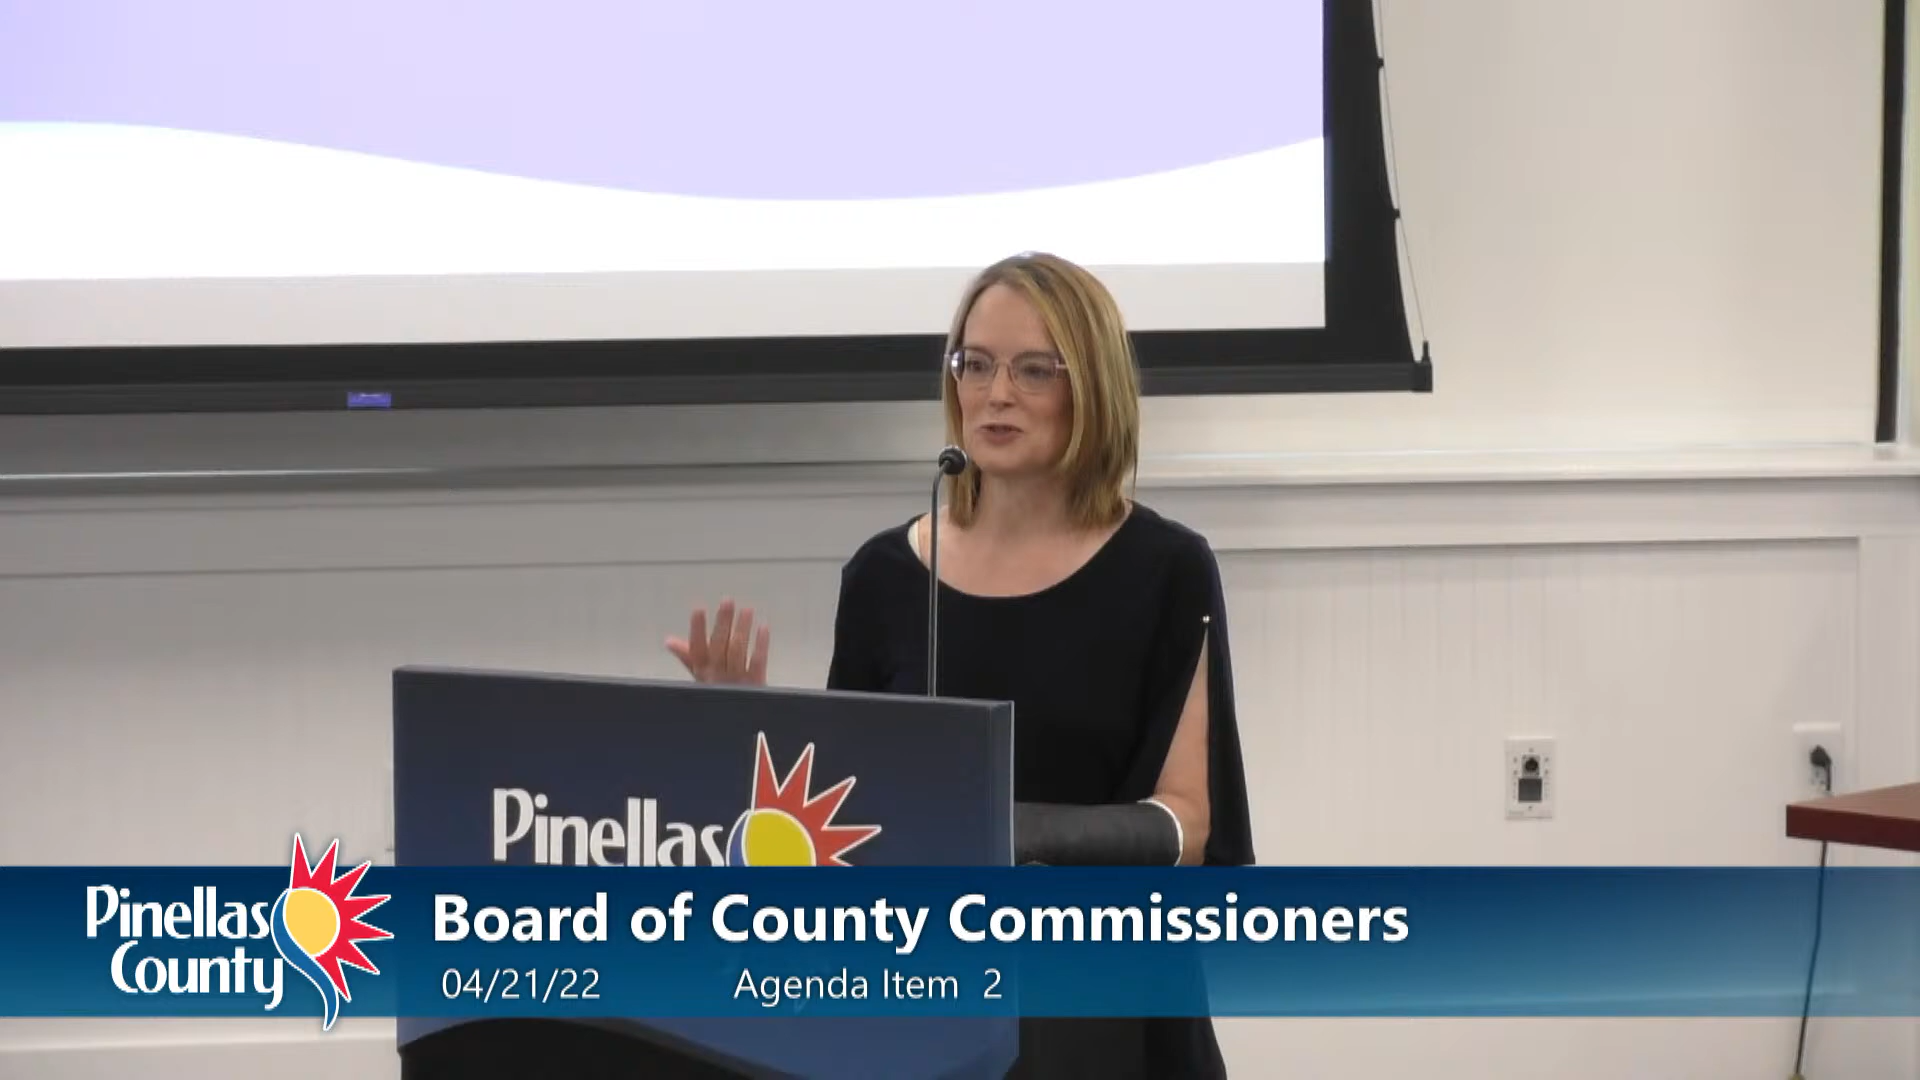 Pinellas
Pinellas
County
Board of County Commissioners
04/21/22 Agenda Item 2